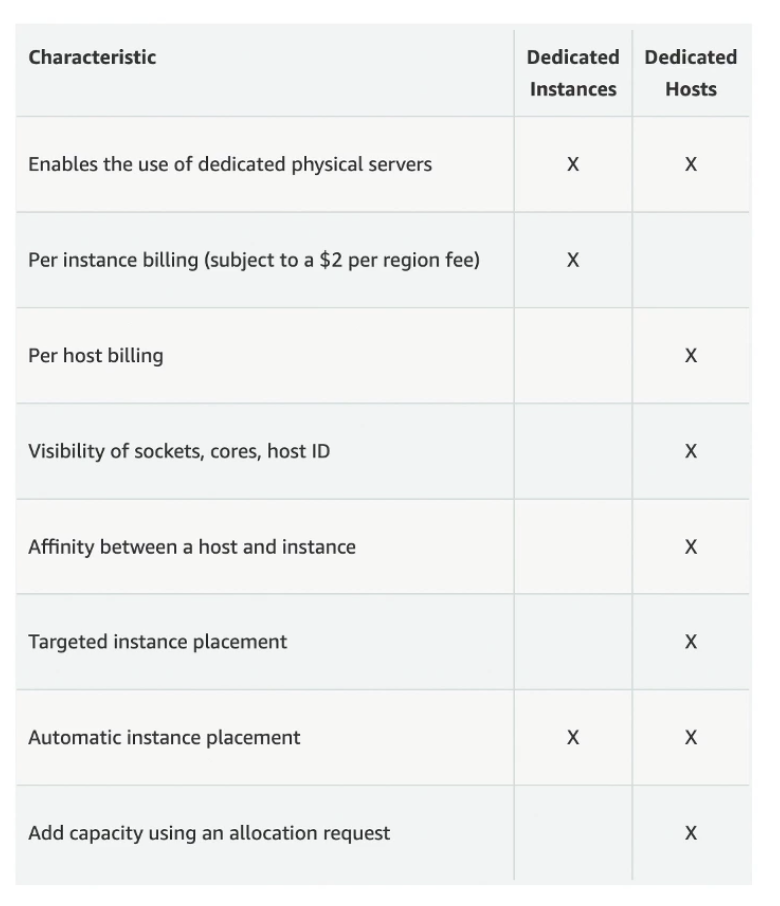 Characteristic Dedicated Instances Dedicated Hosts
Enables the use of dedicated physical servers X X
Per instance billing (subject to a $2 per region fee) X
Per host billing X
Visibility of sockets, cores, host ID X
Affinity between a host and instance X
Targeted instance placement X
Automatic instance placement X X
Add capacity using an allocation request X